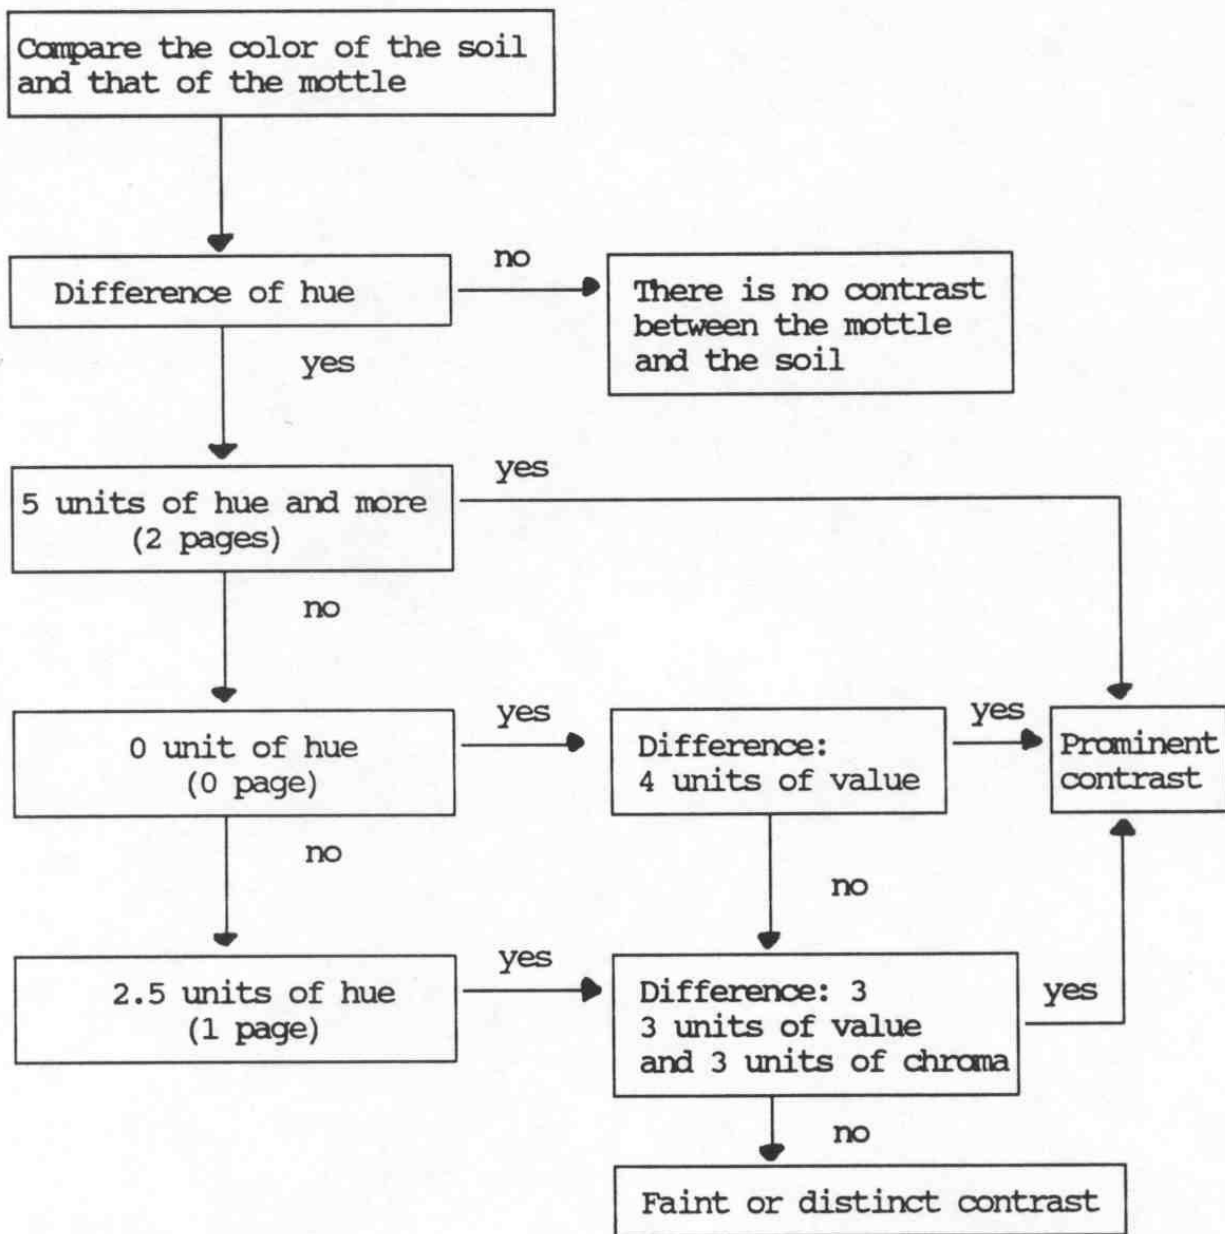 Compare the color of the soil
and that of the mottle
Difference of hue
no
There is no contrast
between the mottle
and the soil
yes
5 units of hue and more
(2 pages)
yes
no
0 unit of hue
(0 page)
yes
Difference:
4 units of value
yes
Prominent
contrast
no
no
2.5 units of hue
(1 page)
yes
Difference: 3
3 units of value
and 3 units of chroma
yes
no
Faint or distinct contrast